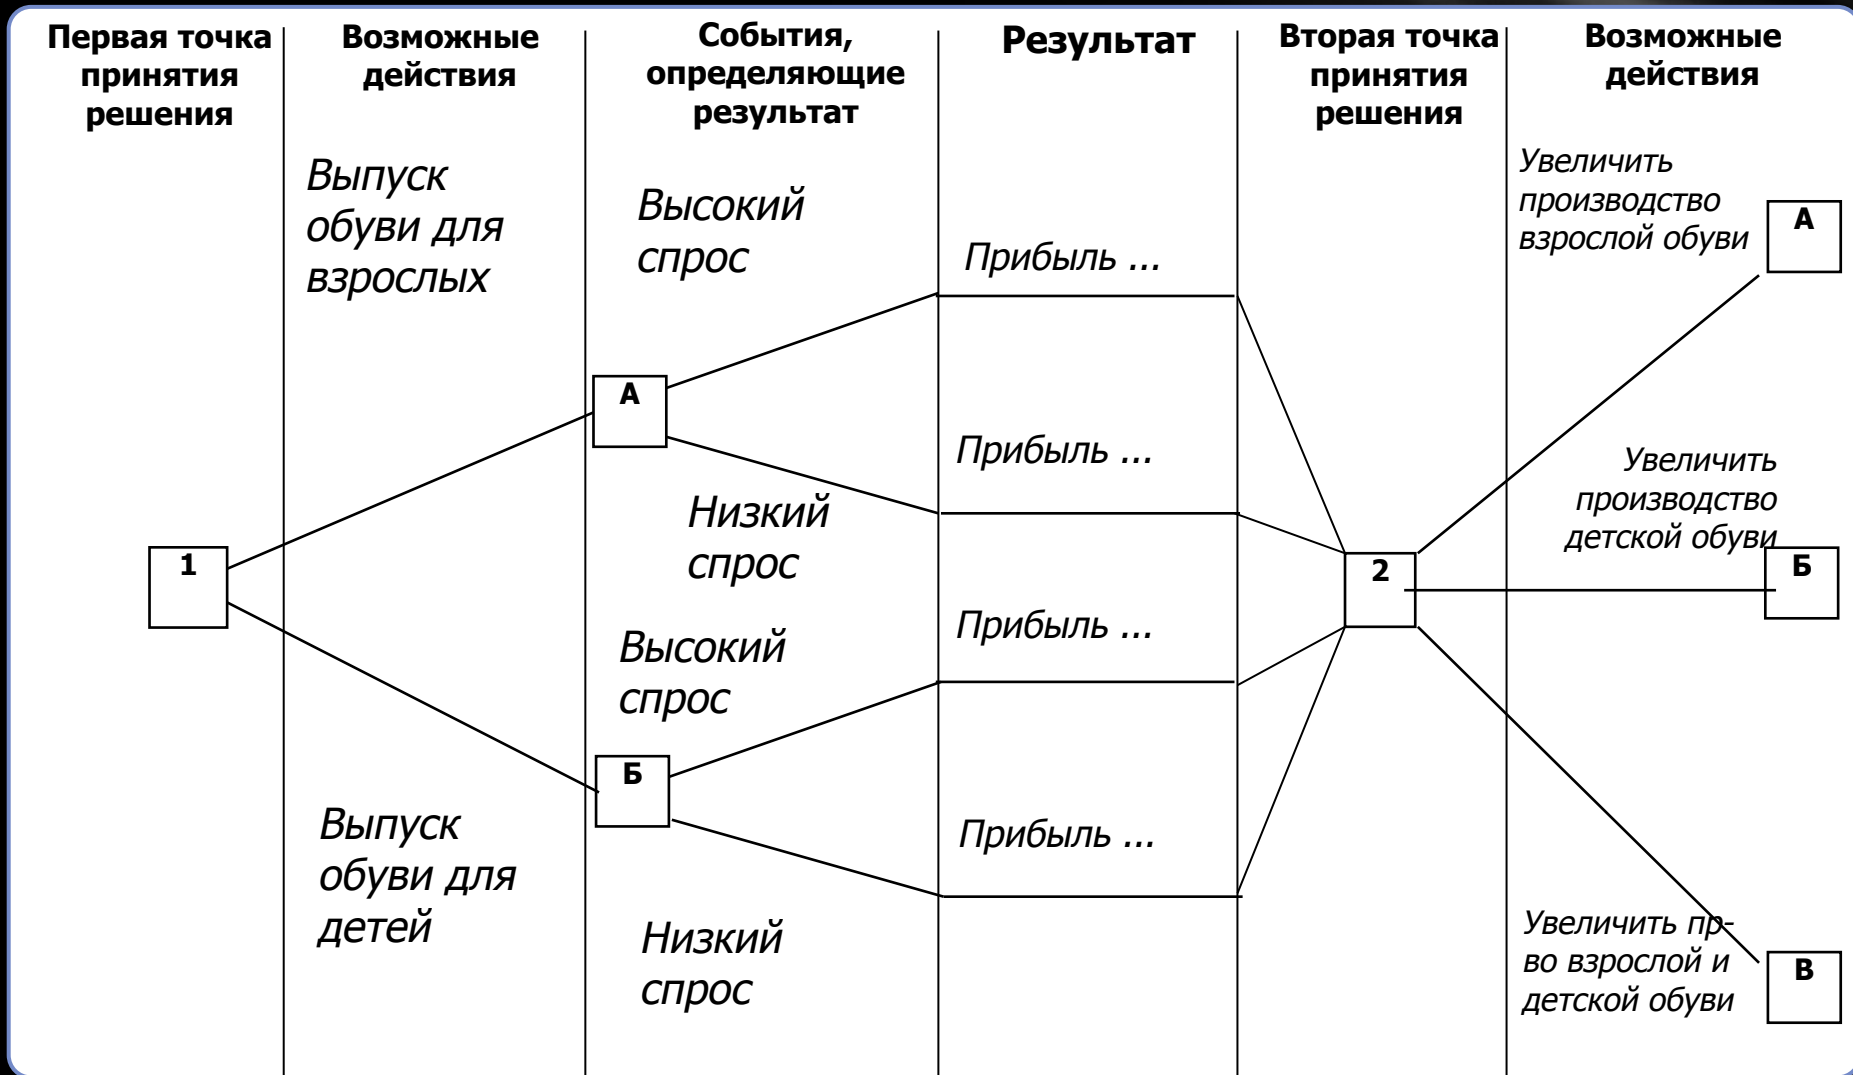 Первая точка
принятия
решения
Возможные
действия
События,
определяющие
результат
Результат
Вторая точка
принятия
решения
Возможные
действия
Выпуск
обуви для
взрослых
Высокий
спрос
Прибыль ...
Увеличить
производство
взрослой обуви
А
А
Прибыль ...
Увеличить
производство
детской обуви
Низкий
спрос
1
2
Б
Высокий
спрос
Прибыль ...
Б
Выпуск
обуви для
детей
Прибыль ...
Низкий
спрос
Увеличить пр-
во взрослой и
детской обуви
В